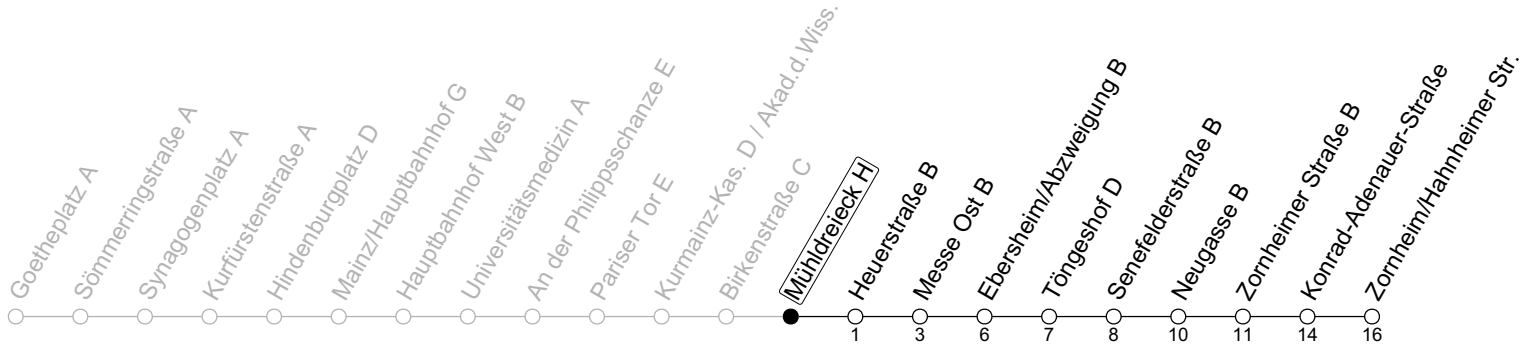 Goetheplatz A
Sömmerringstraße A
Synagogenplatz A
Kurfürstenstraße A
Hindenburgplatz D
Mainz/Hauptbahnhof G
Hauptbahnhof West B
Universitätsmedizin A
An der Philippsschanze E
Pariser Tor E
Kurmainz-Kas. D / Akad.d.Wiss.
Birkenstraße C
Mühldreieck H
Heuerstraße B
Messe Ost B
Ebersheim/Abzweigung B
Töngeshof D
Senefelderstraße B
Neugasse B
Zornheimer Straße B
Konrad-Adenauer-Straße
Zornheim/Hahnheimer Str.
1 3 6 7 8 10 11 14 16